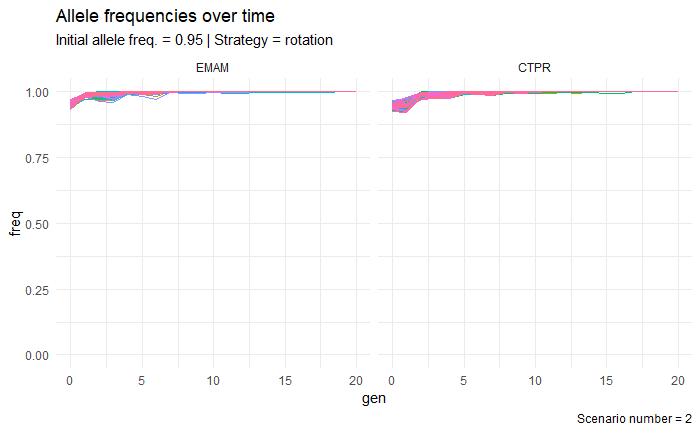 Allele frequencies over time
Initial allele freq. = 0.95 | Strategy = rotation
EMAM CTPR
1.00
0.75
0.50
0.25
0.00
freq
0 5 10 15 20 0 5 10 15 20
gen
Scenario number = 2